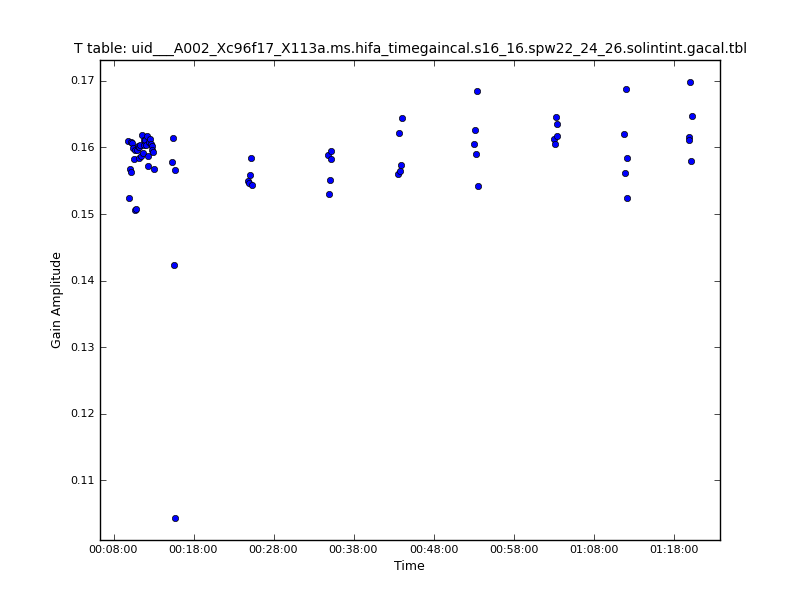 T table: uid___A002_Xc96f17_X113a.ms.hifa_timegaincal.s16_16.spw22_24_26.solintint.gacal.tbl
0.17
0.16
0.15
0.14
0.13
0.12
0.11
Gain Amplitude
00:08:00 00:18:00 00:28:00 00:38:00 00:48:00 00:58:00 01:08:00 01:18:00
Time